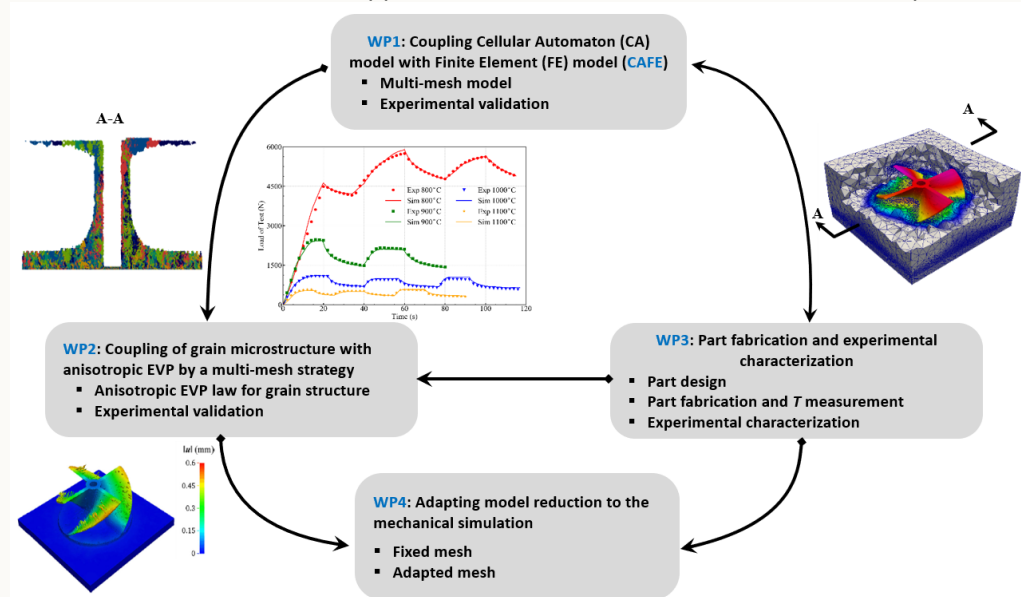 WP1: Coupling Cellular Automaton (CA)
model with Finite Element (FE) model (CAFE)
▪ Multi-mesh model
▪ Experimental validation
A-A
A
A
6000
4500
3000
1500
0
Load of Test (N)
Exp 800°C
Sim 800°C
Exp 900°C
Sim 900°C
Exp 1000°C
Sim 1000°C
Exp 1100°C
Sim 1100°C
0 20 40 60 80 100 120
Time (s)
WP2: Coupling of grain microstructure with
anisotropic EVP by a multi-mesh strategy
▪ Anisotropic EVP law for grain structure
▪ Experimental validation
WP3: Part fabrication and experimental
characterization
▪ Part design
▪ Part fabrication and T measurement
▪ Experimental characterization
|u| (mm)
0.6
0.45
0.3
0.15
0
WP4: Adapting model reduction to the
mechanical simulation
▪ Fixed mesh
▪ Adapted mesh